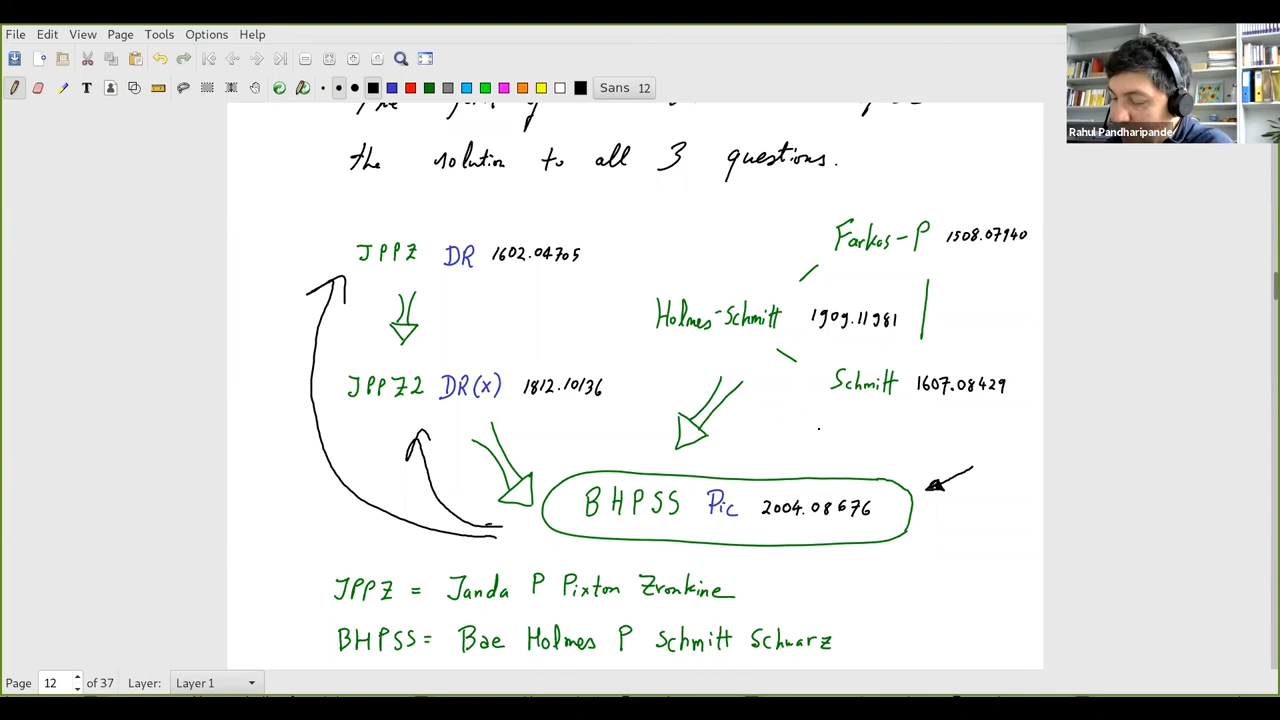 File Edit View Page Tools Options Help
Sans 12
Rahul Pandharipande
the solution to all 3 questions.
Farkas-P 1508.07940
JPPZ DR 1602.04705
Holmes-Schmitt 1909.11981
JPPZ2 DR(x) 1812.10136
Schmitt 1607.08429
BHPSS Pic 2004.08676
JPPZ = Janda P Pixton Zvonkine
BHPSS = Bae Holmes P Schmitt Schwarz
Page 12 of 37 Layer: Layer 1